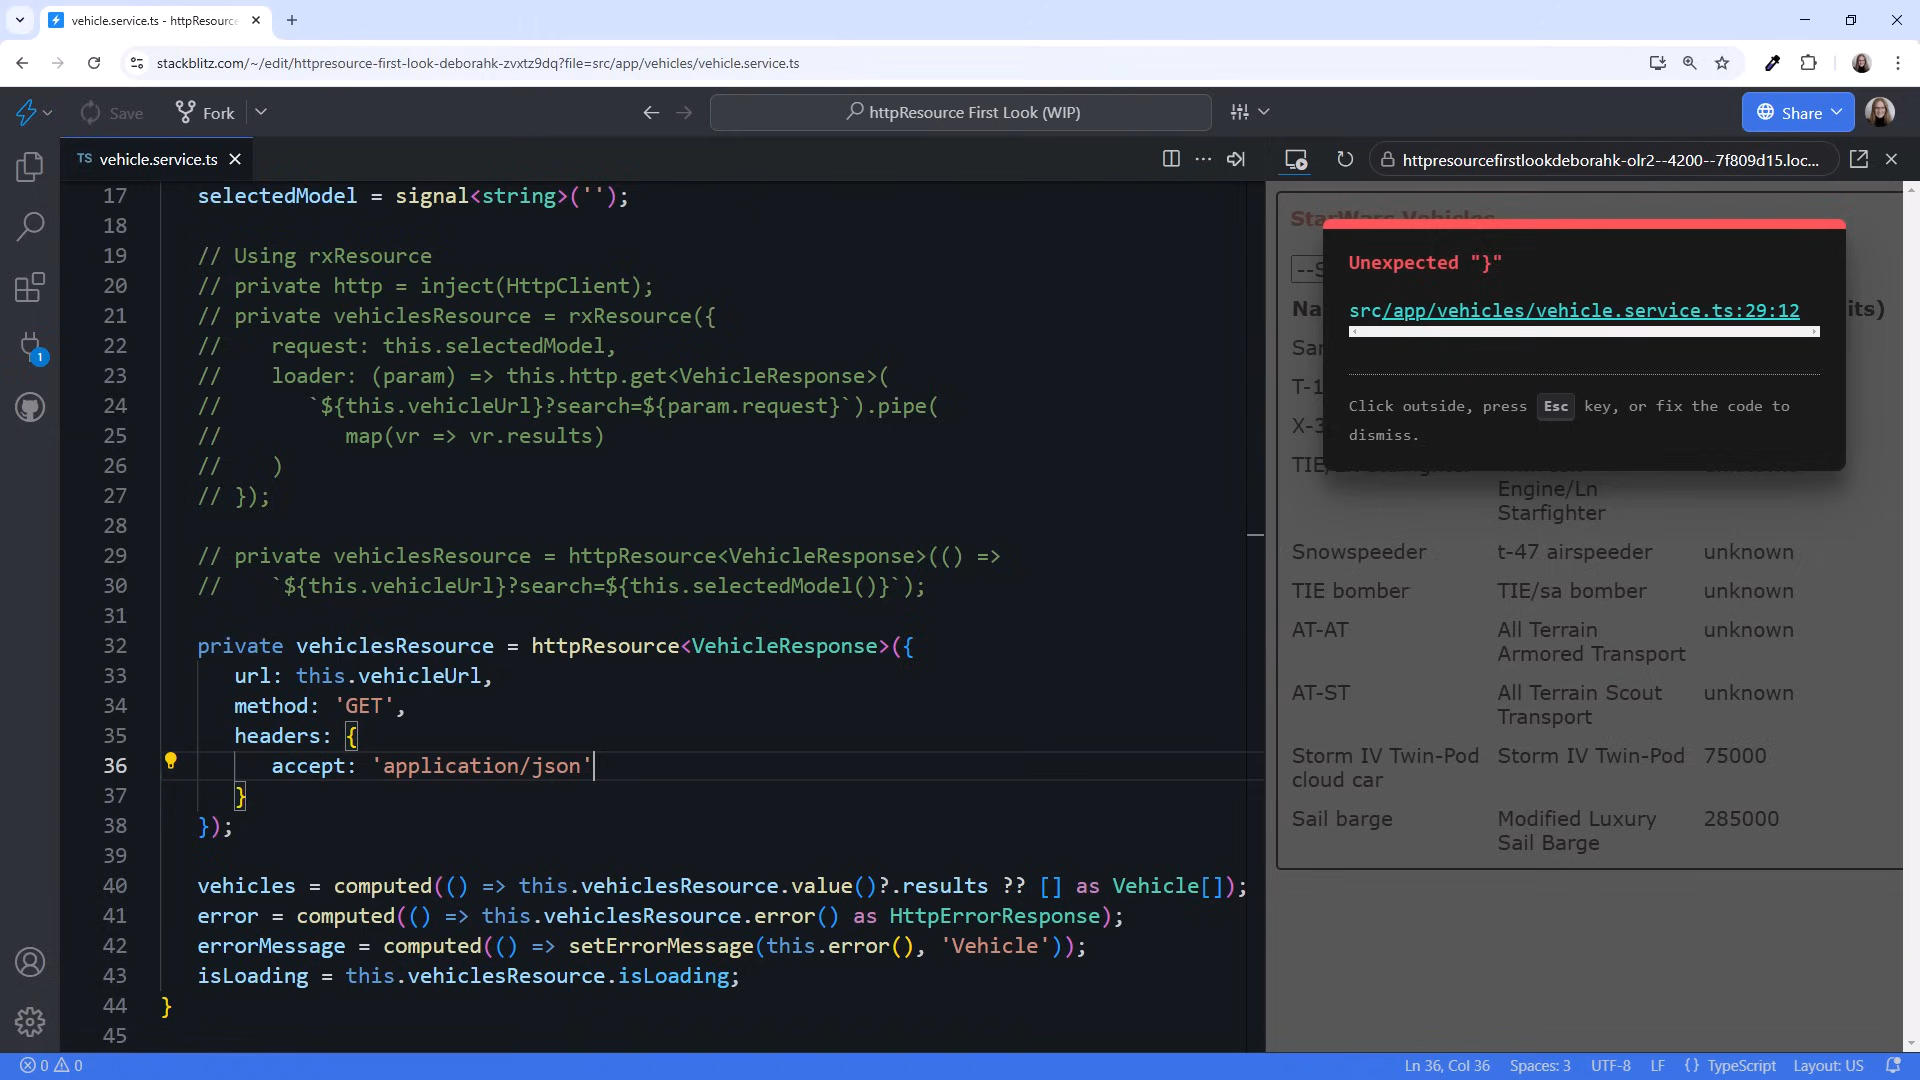 vehicle.service.ts - httpResource
stackblitz.com/~/edit/httpresource-first-look-deborahk-zvxtz9dq?file=src/app/vehicles/vehicle.service.ts
Save
Fork
httpResource First Look (WIP)
Share
TS vehicle.service.ts
httpresourcefirstlookdeborahk-olr2--4200--7f809d15.loc...
17 selectedModel = signal<string>('');
18
19 // Using rxResource
20 // private http = inject(HttpClient);
21 // private vehiclesResource = rxResource({
22 //    request: this.selectedModel,
23 //    loader: (param) => this.http.get<VehicleResponse>(
24 //       `${this.vehicleUrl}?search=${param.request}`).pipe(
25 //          map(vr => vr.results)
26 //    )
27 // });
28
29 // private vehiclesResource = httpResource<VehicleResponse>(() =>
30 //    `${this.vehicleUrl}?search=${this.selectedModel()}`);
31
32 private vehiclesResource = httpResource<VehicleResponse>({
33    url: this.vehicleUrl,
34    method: 'GET',
35    headers: {
36       accept: 'application/json'
37    }
38 });
39
40 vehicles = computed(() => this.vehiclesResource.value()?.results ?? [] as Vehicle[]);
41 error = computed(() => this.vehiclesResource.error() as HttpErrorResponse);
42 errorMessage = computed(() => setErrorMessage(this.error(), 'Vehicle'));
43 isLoading = this.vehiclesResource.isLoading;
44 }
45
1
StarWars Vehicles
Unexpected "}"
src/app/vehicles/vehicle.service.ts:29:12
Click outside, press Esc key, or fix the code to
dismiss.
Engine/Ln
Starfighter
Snowspeeder t-47 airspeeder unknown
TIE bomber TIE/sa bomber unknown
AT-AT All Terrain unknown
Armored Transport
AT-ST All Terrain Scout unknown
Transport
Storm IV Twin-Pod Storm IV Twin-Pod 75000
cloud car
Sail barge Modified Luxury 285000
Sail Barge
0 0
Ln 36, Col 36 Spaces: 3 UTF-8 LF {} TypeScript Layout: US